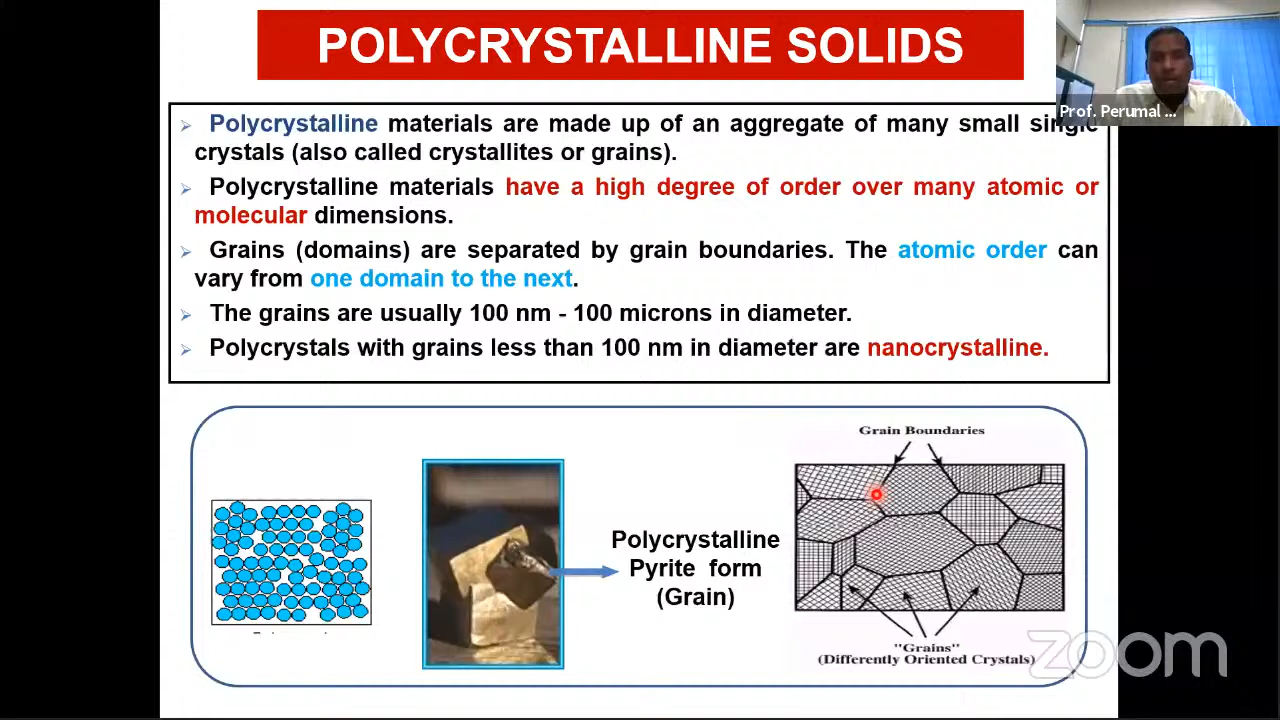 POLYCRYSTALLINE SOLIDS
Prof. Perumal ...
Polycrystalline materials are made up of an aggregate of many small single
crystals (also called crystallites or grains).
Polycrystalline materials have a high degree of order over many atomic or
molecular dimensions.
Grains (domains) are separated by grain boundaries. The atomic order can
vary from one domain to the next.
The grains are usually 100 nm - 100 microns in diameter.
Polycrystals with grains less than 100 nm in diameter are nanocrystalline.
Grain Boundaries
Polycrystalline
Pyrite form
(Grain)
"Grains"
(Differently Oriented Crystals)
zoom